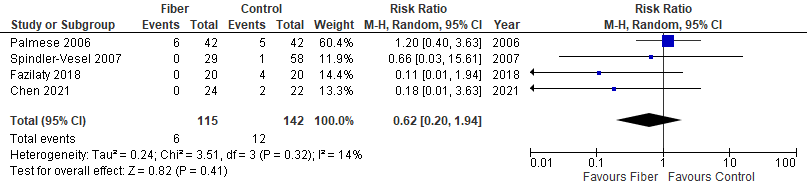 Fiber Control Risk Ratio Risk Ratio
Study or Subgroup Events Total Events Total Weight M-H, Random, 95% CI Year M-H, Random, 95% CI
Palmese 2006 6 42 5 42 60.4% 1.20 [0.40, 3.63] 2006
Spindler-Vesel 2007 0 29 1 58 11.9% 0.66 [0.03, 15.61] 2007
Fazilaty 2018 0 20 4 20 14.4% 0.11 [0.01, 1.94] 2018
Chen 2021 0 24 2 22 13.3% 0.18 [0.01, 3.63] 2021
Total (95% CI) 115 142 100.0% 0.62 [0.20, 1.94]
Total events 6 12
Heterogeneity: Tau² = 0.24; Chi² = 3.51, df = 3 (P = 0.32); I² = 14%
Test for overall effect: Z = 0.82 (P = 0.41)
0.01 0.1 1 10 100
Favours Fiber Favours Control